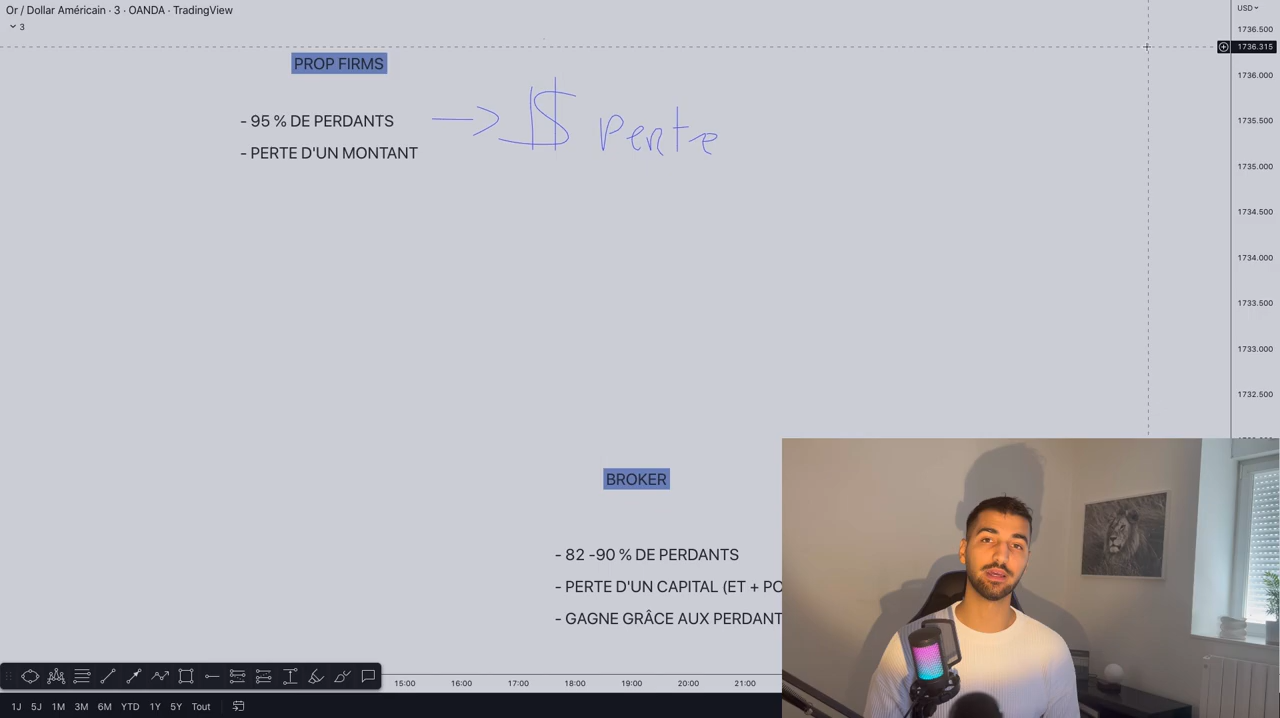 Or / Dollar Américain · 3 · OANDA · TradingView
3
USD
1736.500
1736.315
1736.000
1735.500
1735.000
1734.500
1734.000
1733.500
1733.000
1732.500
PROP FIRMS
- 95 % DE PERDANTS
$ perte
- PERTE D'UN MONTANT
BROKER
- 82 -90 % DE PERDANTS
- PERTE D'UN CAPITAL (ET + PO
- GAGNE GRÂCE AUX PERDANT
15:00 16:00 17:00 18:00 19:00 20:00 21:00
1J 5J 1M 3M 6M YTD 1Y 5Y Tout